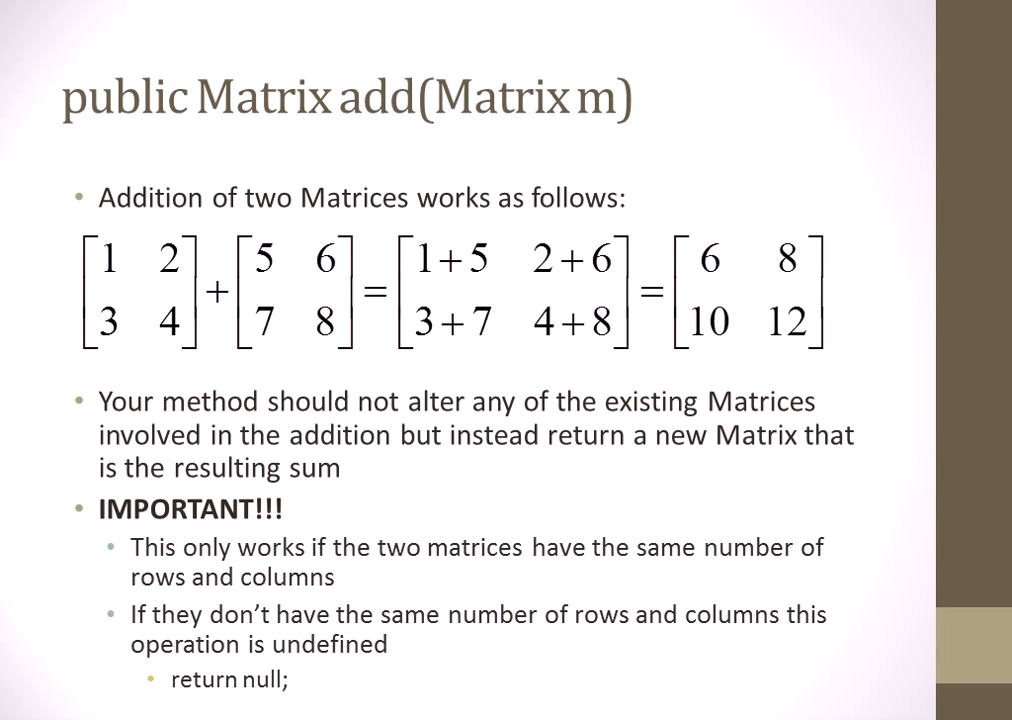 public Matrix add(Matrix m)
• Addition of two Matrices works as follows:
[1 2] + [5 6] = [1+5 2+6] = [6 8]
[3 4] [7 8] [3+7 4+8] [10 12]
• Your method should not alter any of the existing Matrices
involved in the addition but instead return a new Matrix that
is the resulting sum
• IMPORTANT!!!
• This only works if the two matrices have the same number of
rows and columns
• If they don’t have the same number of rows and columns this
operation is undefined
• return null;